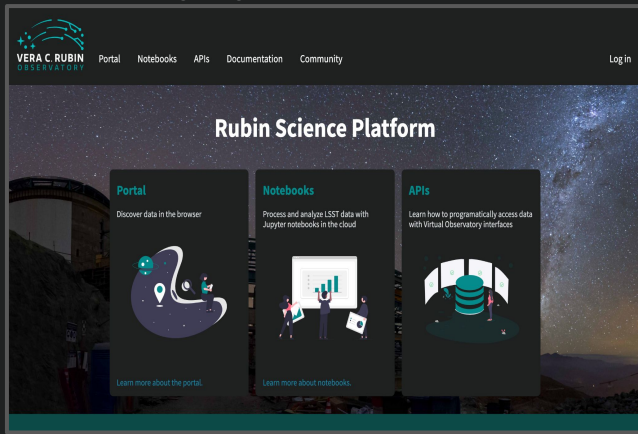 VERA C. RUBIN
OBSERVATORY
Portal Notebooks APIs Documentation Community Log in
Rubin Science Platform
Portal
Discover data in the browser
Learn more about the portal.
Notebooks
Process and analyze LSST data with
Jupyter notebooks in the cloud
Learn more about notebooks.
APIs
Learn how to programatically access data
with Virtual Observatory interfaces